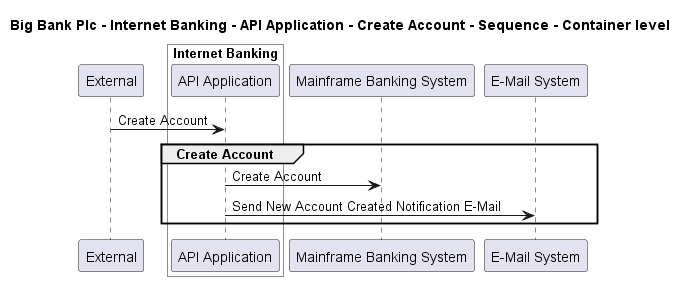 Big Bank Plc - Internet Banking - API Application - Create Account - Sequence - Container level
Internet Banking
External
API Application
Mainframe Banking System
E-Mail System
Create Account
Create Account
Create Account
Send New Account Created Notification E-Mail
External
API Application
Mainframe Banking System
E-Mail System